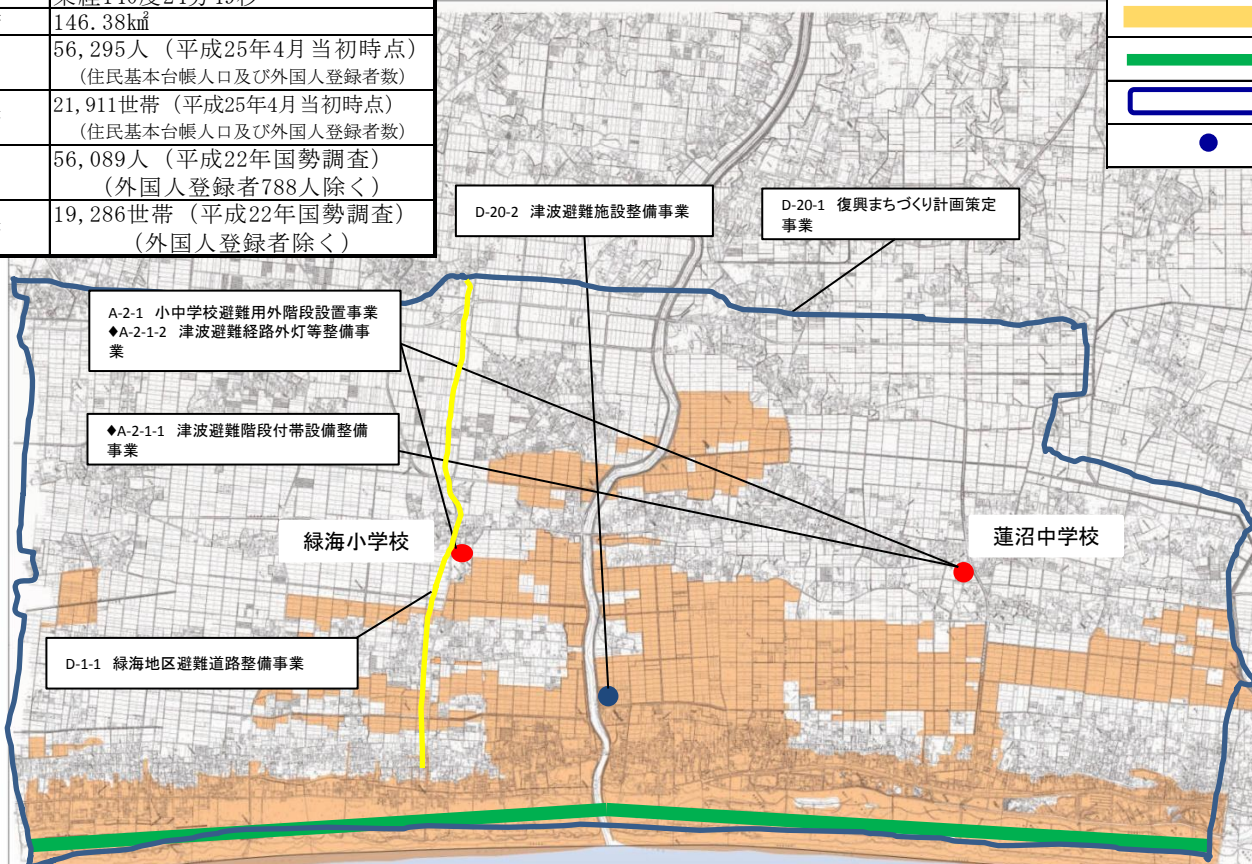 146.38㎢
56,295人（平成25年4月当初時点）
（住民基本台帳人口及び外国人登録者数）
21,911世帯（平成25年4月当初時点）
（住民基本台帳人口及び外国人登録者数）
56,089人（平成22年国勢調査）
（外国人登録者788人除く）
19,286世帯（平成22年国勢調査）
（外国人登録者除く）
D-20-2 津波避難施設整備事業
D-20-1 復興まちづくり計画策定
事業
A-2-1 小中学校避難用外階段設置事業
♦A-2-1-2 津波避難経路外灯等整備事
業
♦A-2-1-1 津波避難階段付帯設備整備
事業
緑海小学校
蓮沼中学校
D-1-1 緑海地区避難道路整備事業